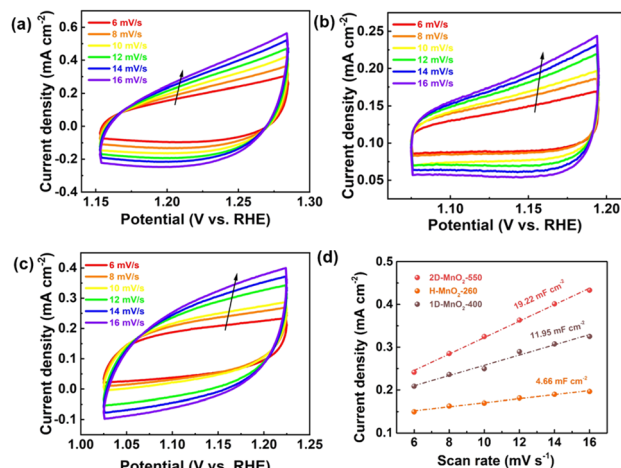 (a)
6 mV/s
8 mV/s
10 mV/s
12 mV/s
14 mV/s
16 mV/s
Current density (mA cm⁻²)
0.6
0.4
0.2
0.0
-0.2
-0.4
1.15 1.20 1.25 1.30
Potential (V vs. RHE)
(b)
6 mV/s
8 mV/s
10 mV/s
12 mV/s
14 mV/s
16 mV/s
Current density (mA cm⁻²)
0.25
0.20
0.15
0.10
0.05
1.10 1.15 1.20
Potential (V vs. RHE)
(c)
6 mV/s
8 mV/s
10 mV/s
12 mV/s
14 mV/s
16 mV/s
Current density (mA cm⁻²)
0.4
0.3
0.2
0.1
0.0
-0.1
1.00 1.05 1.10 1.15 1.20 1.25
Potential (V vs. RHE)
(d)
2D-MnO₂-550
H-MnO₂-260
1D-MnO₂-400
19.22 mF cm⁻³
11.95 mF cm⁻³
4.66 mF cm⁻³
Current density (mA cm⁻²)
0.5
0.4
0.3
0.2
0.1
6 8 10 12 14 16
Scan rate (mV s⁻¹)